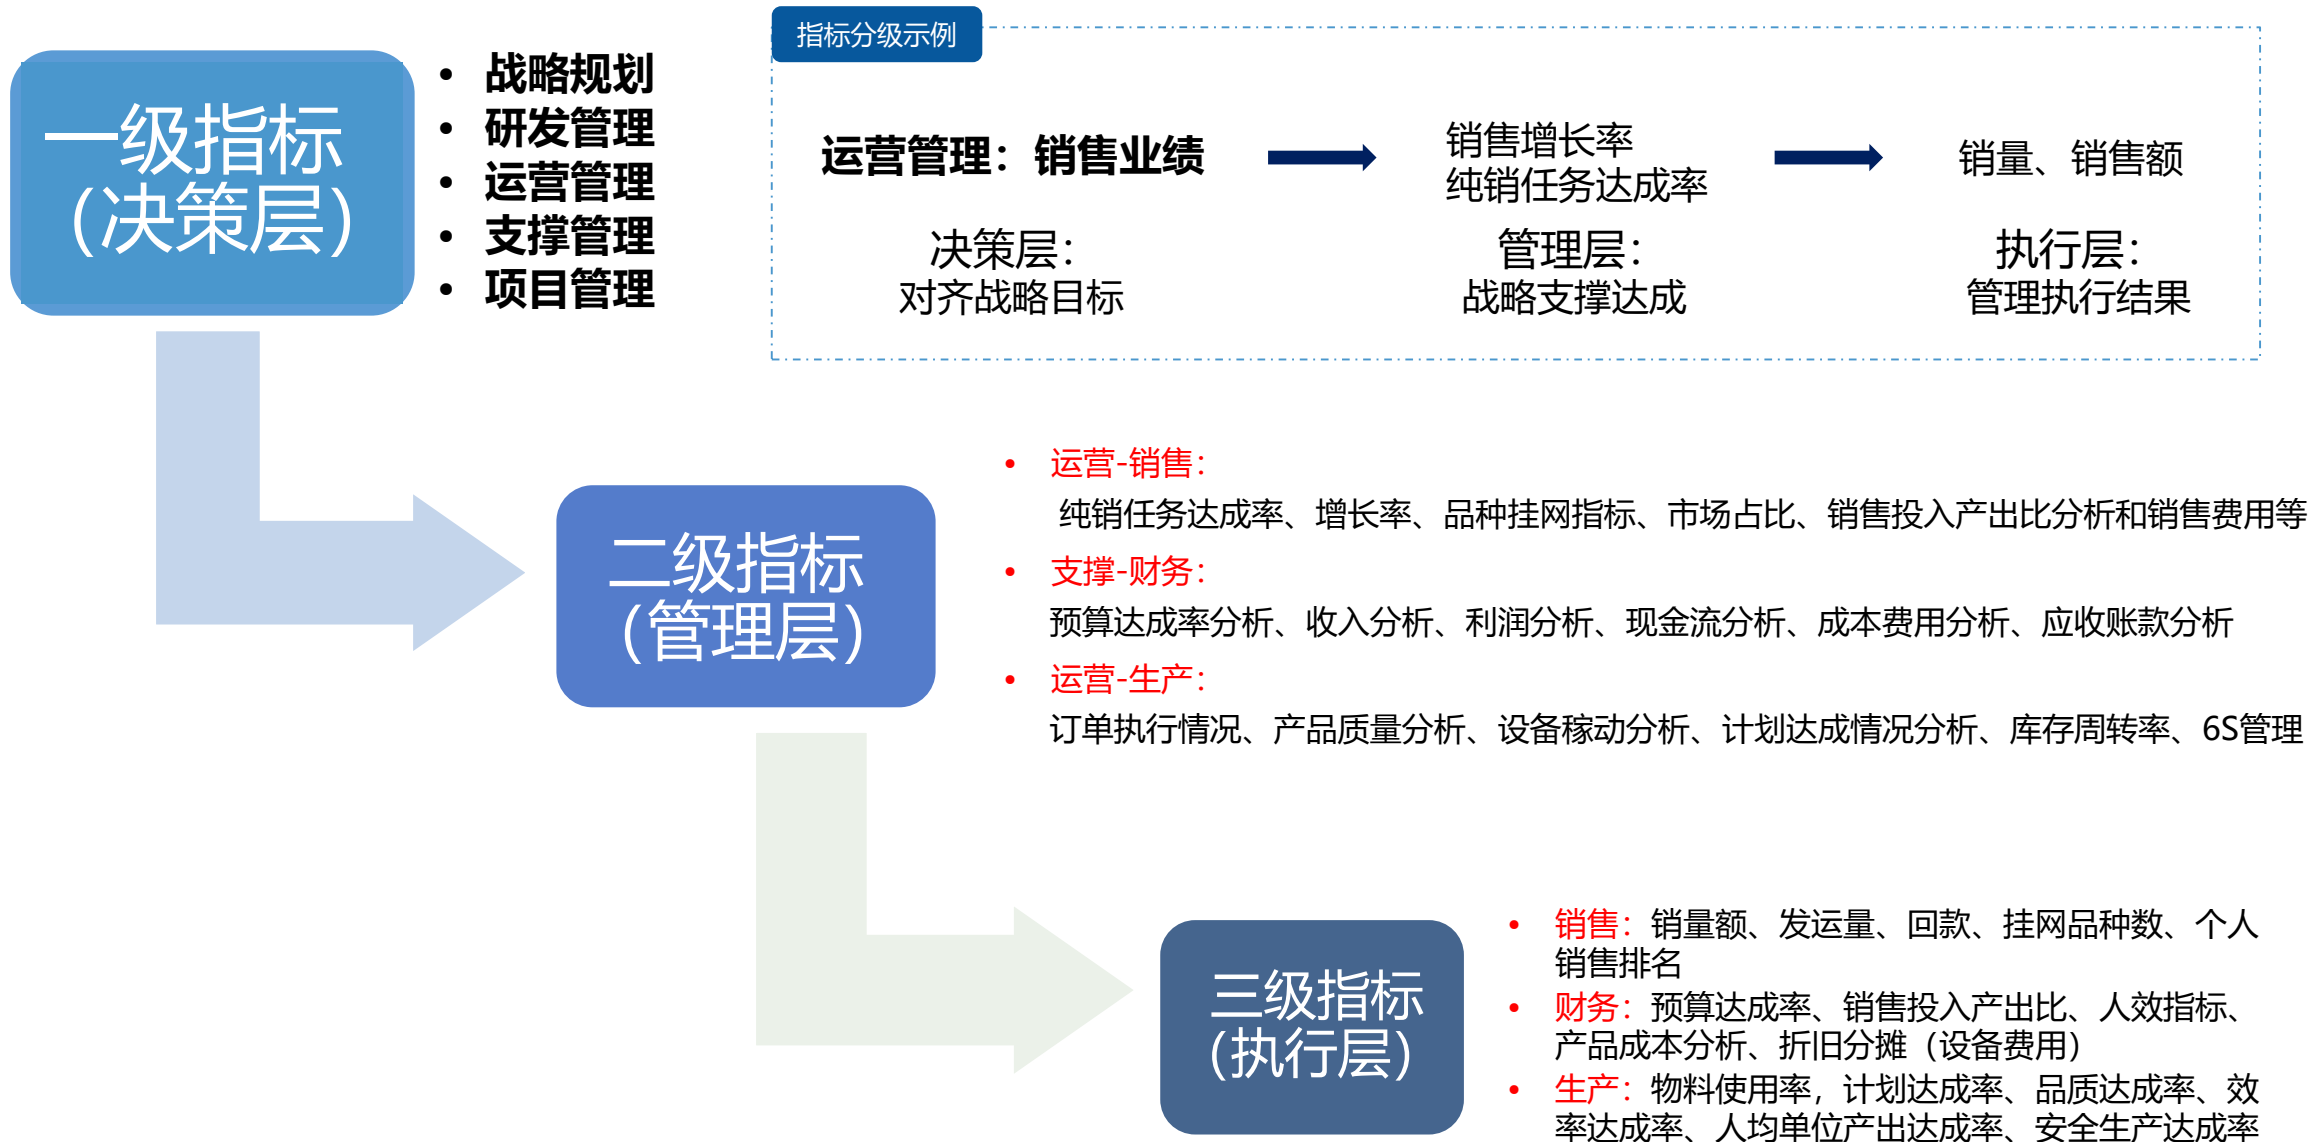 指标分级示例
一级指标
（决策层）
• 战略规划
• 研发管理
• 运营管理
• 支撑管理
• 项目管理
运营管理：销售业绩
销售增长率
纯销任务达成率
销量、销售额
决策层：
对齐战略目标
管理层：
战略支撑达成
执行层：
管理执行结果
二级指标
（管理层）
• 运营-销售：
纯销任务达成率、增长率、品种挂网指标、市场占比、销售投入产出比分析和销售费用等
• 支撑-财务：
预算达成率分析、收入分析、利润分析、现金流分析、成本费用分析、应收账款分析
• 运营-生产：
订单执行情况、产品质量分析、设备稼动分析、计划达成情况分析、库存周转率、6S管理
三级指标
（执行层）
• 销售：销量额、发运量、回款、挂网品种数、个人
销售排名
• 财务：预算达成率、销售投入产出比、人效指标、
产品成本分析、折旧分摊（设备费用）
• 生产：物料使用率，计划达成率、品质达成率、效
率达成率、人均单位产出达成率、安全生产达成率